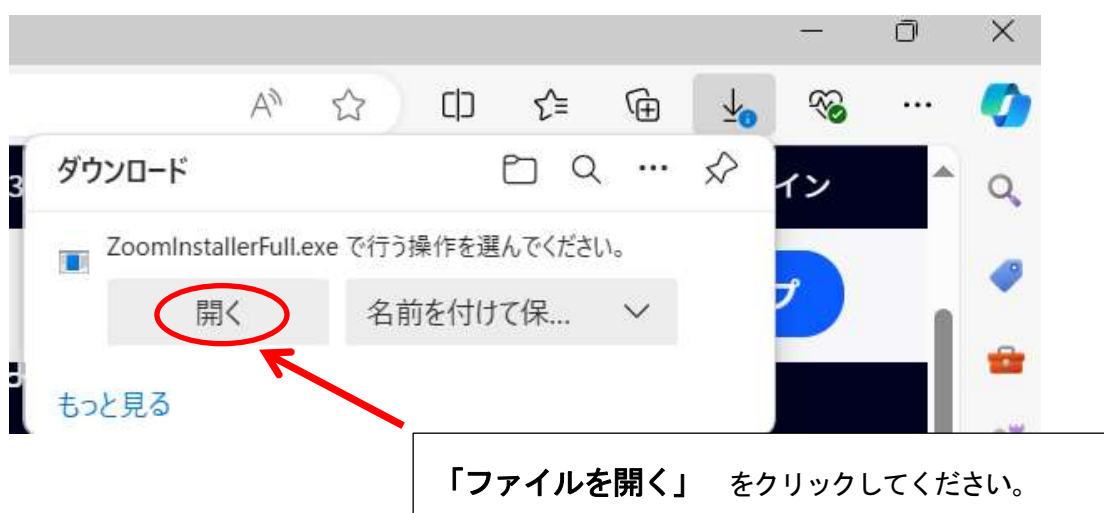 ダウンロード
3
イン
ZoomInstallerFull.exe で行う操作を選んでください。
開く
名前を付けて保...
プ
もっと見る
「ファイルを開く」 をクリックしてください。